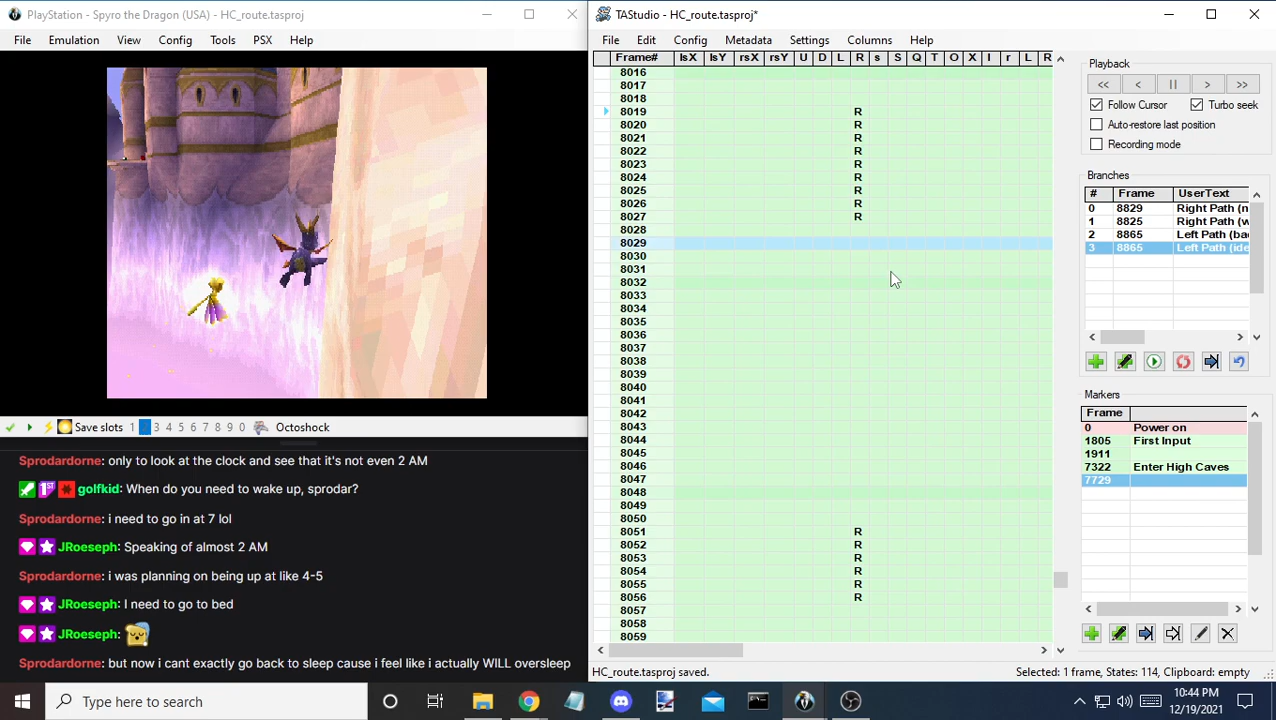 PlayStation - Spyro the Dragon (USA) - HC_route.tasproj
File Emulation View Config Tools PSX Help
Save slots 1 2 3 4 5 6 7 8 9 0 Octoshock
Sprodardorne: only to look at the clock and see that it's not even 2 AM
golfkid: When do you need to wake up, sprodar?
Sprodardorne: i need to go in at 7 lol
JRoeseph: Speaking of almost 2 AM
Sprodardorne: i was planning on being up at like 4-5
JRoeseph: I need to go to bed
JRoeseph:
Sprodardorne: but now i cant exactly go back to sleep cause i feel like i actually WILL oversleep
TAStudio - HC_route.tasproj*
File Edit Config Metadata Settings Columns Help
Frame# lsX lsY rsX rsY U D L R s S Q T O X l r L R
8016
8017
8018
8019 R
8020 R
8021 R
8022 R
8023 R
8024 R
8025 R
8026 R
8027 R
8028
8029
8030
8031
8032
8033
8034
8035
8036
8037
8038
8039
8040
8041
8042
8043
8044
8045
8046
8047
8048
8049
8050
8051 R
8052 R
8053 R
8054 R
8055 R
8056 R
8057
8058
8059
HC_route.tasproj saved.
Selected: 1 frame, States: 114, Clipboard: empty
Playback
<< < || > >>
Follow Cursor Turbo seek
Auto-restore last position
Recording mode
Branches
# Frame UserText
0 8829 Right Path (n
1 8825 Right Path (w
2 8865 Left Path (ba
3 8865 Left Path (ide
Markers
Frame
0 Power on
1805 First Input
1911
7322 Enter High Caves
7729
Type here to search
10:44 PM
12/19/2021